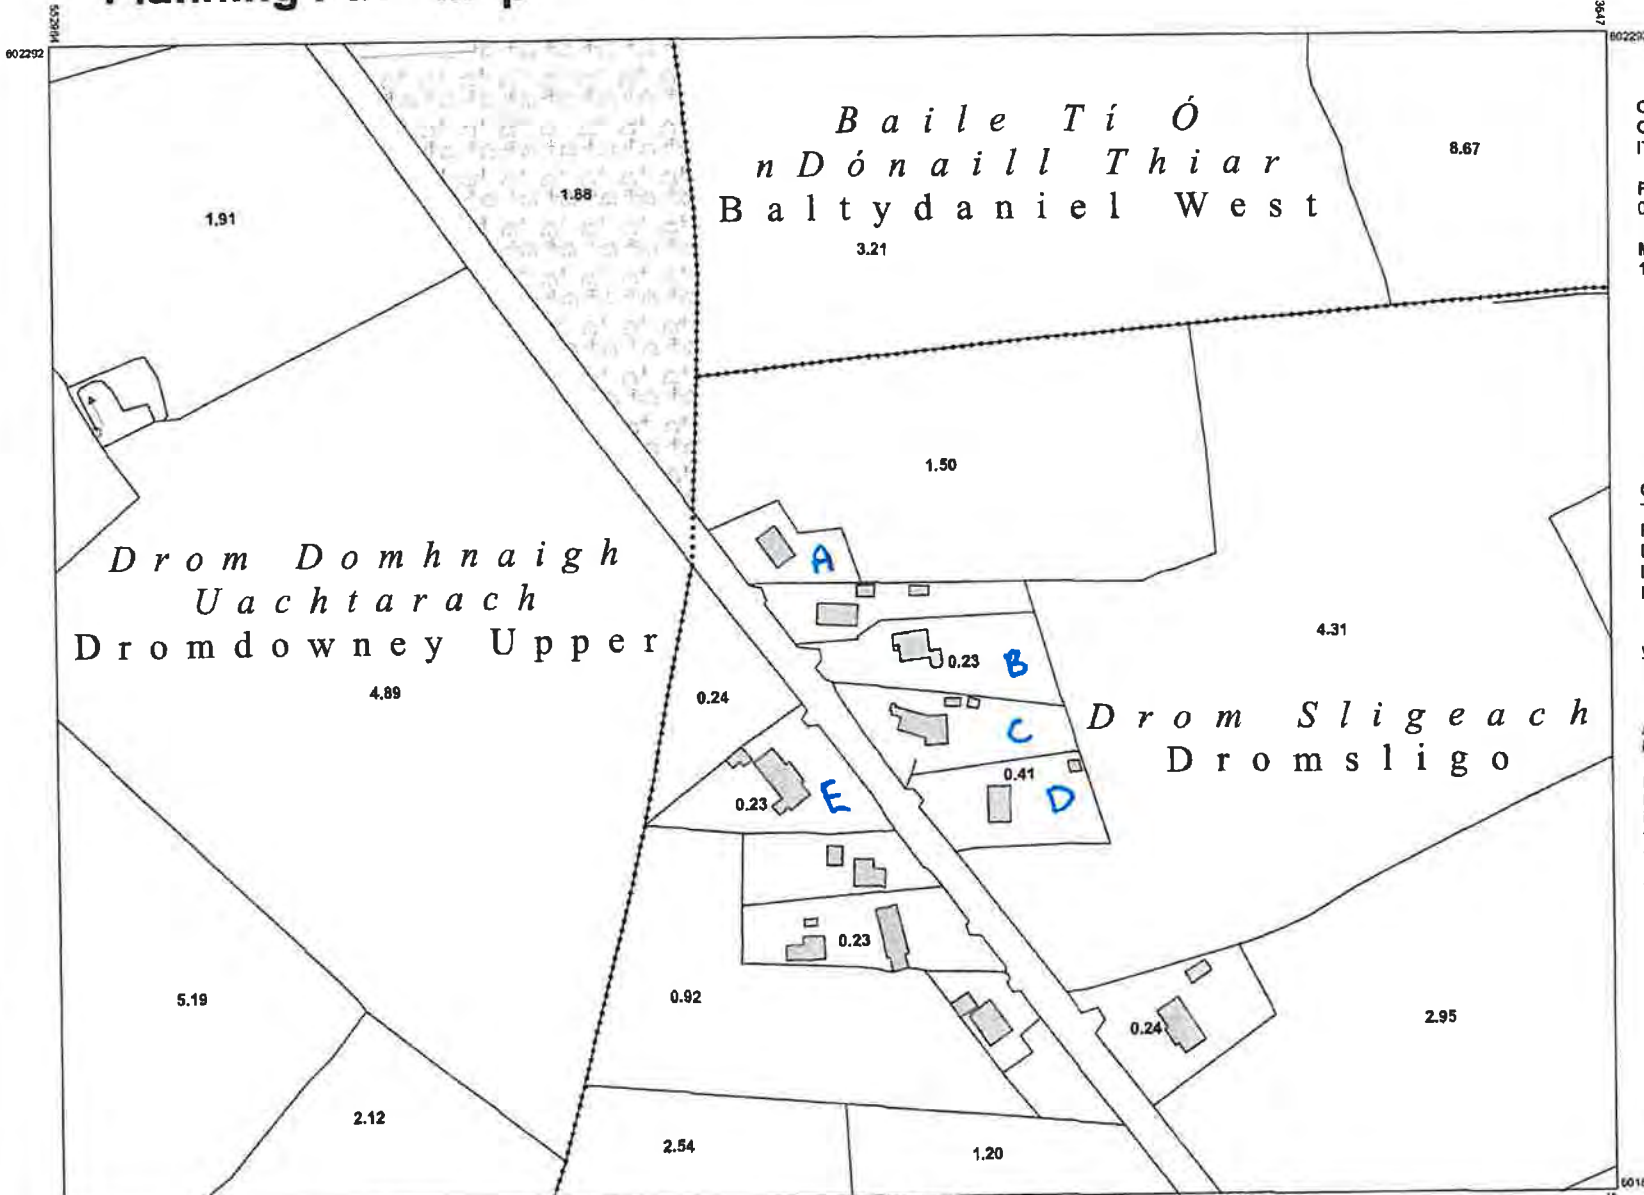 602292
1.91
1.88
Baile Tí Ó
nDónaill Thiar
Baltydaniel West
3.21
8.67
1.50
A
Drom Domhnaigh
Uachtarach
Dromdowney Upper
4.89
0.24
0.23 B
C
4.31
Drom Sligeach
Dromsligo
0.41
D
0.23 E
0.23
5.19
0.92
0.24
2.95
2.12
2.54
1.20